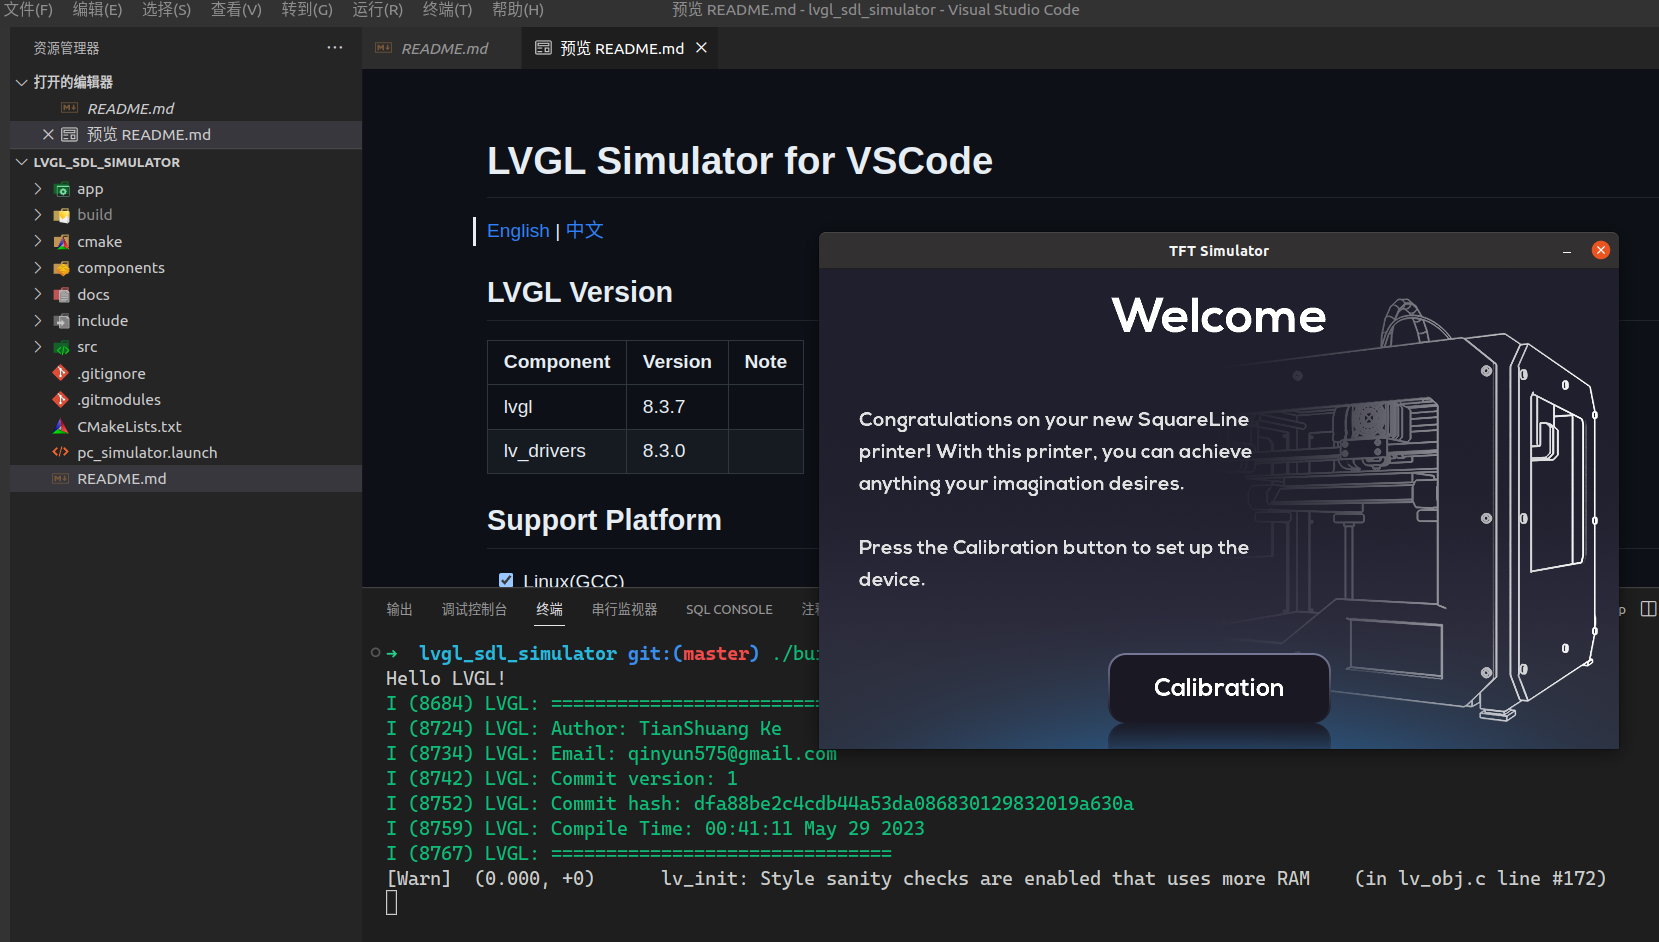 文件(F) 编辑(E) 选择(S) 查看(V) 转到(G) 运行(R) 终端(T) 帮助(H) 预览 README.md - lvgl_sdl_simulator - Visual Studio Code
资源管理器 ···
README.md
预览 README.md
打开的编辑器
README.md
预览 README.md
LVGL_SDL_SIMULATOR
app
build
cmake
components
docs
include
src
.gitignore
.gitmodules
CMakeLists.txt
pc_simulator.launch
README.md
LVGL Simulator for VSCode
English | 中文
LVGL Version
Component Version Note
lvgl 8.3.7
lv_drivers 8.3.0
Support Platform
Linux(GCC)
TFT Simulator
Welcome
Congratulations on your new SquareLine
printer! With this printer, you can achieve
anything your imagination desires.
Press the Calibration button to set up the
device.
Calibration
输出 调试控制台 终端 串行监视器 SQL CONSOLE
→ lvgl_sdl_simulator git:(master) ./bui
Hello LVGL!
I (8684) LVGL: =========================
I (8724) LVGL: Author: TianShuang Ke
I (8734) LVGL: Email: qinyun575@gmail.com
I (8742) LVGL: Commit version: 1
I (8752) LVGL: Commit hash: dfa88be2c4cdb44a53da086830129832019a630a
I (8759) LVGL: Compile Time: 00:41:11 May 29 2023
I (8767) LVGL: ===============================
[Warn] (0.000, +0) lv_init: Style sanity checks are enabled that uses more RAM (in lv_obj.c line #172)